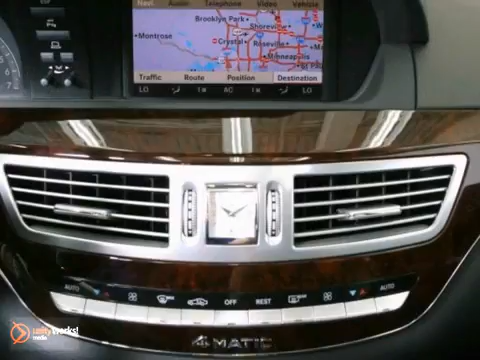 Navi Audio Telephone Video Vehicle
Brooklyn Park
Shoreview
Montrose
Crystal Roseville
Minneapolis
Traffic Route Position Destination
LO AC LO
AUTO OFF REST AUTO
4MATIC
UtilityWorks!
media